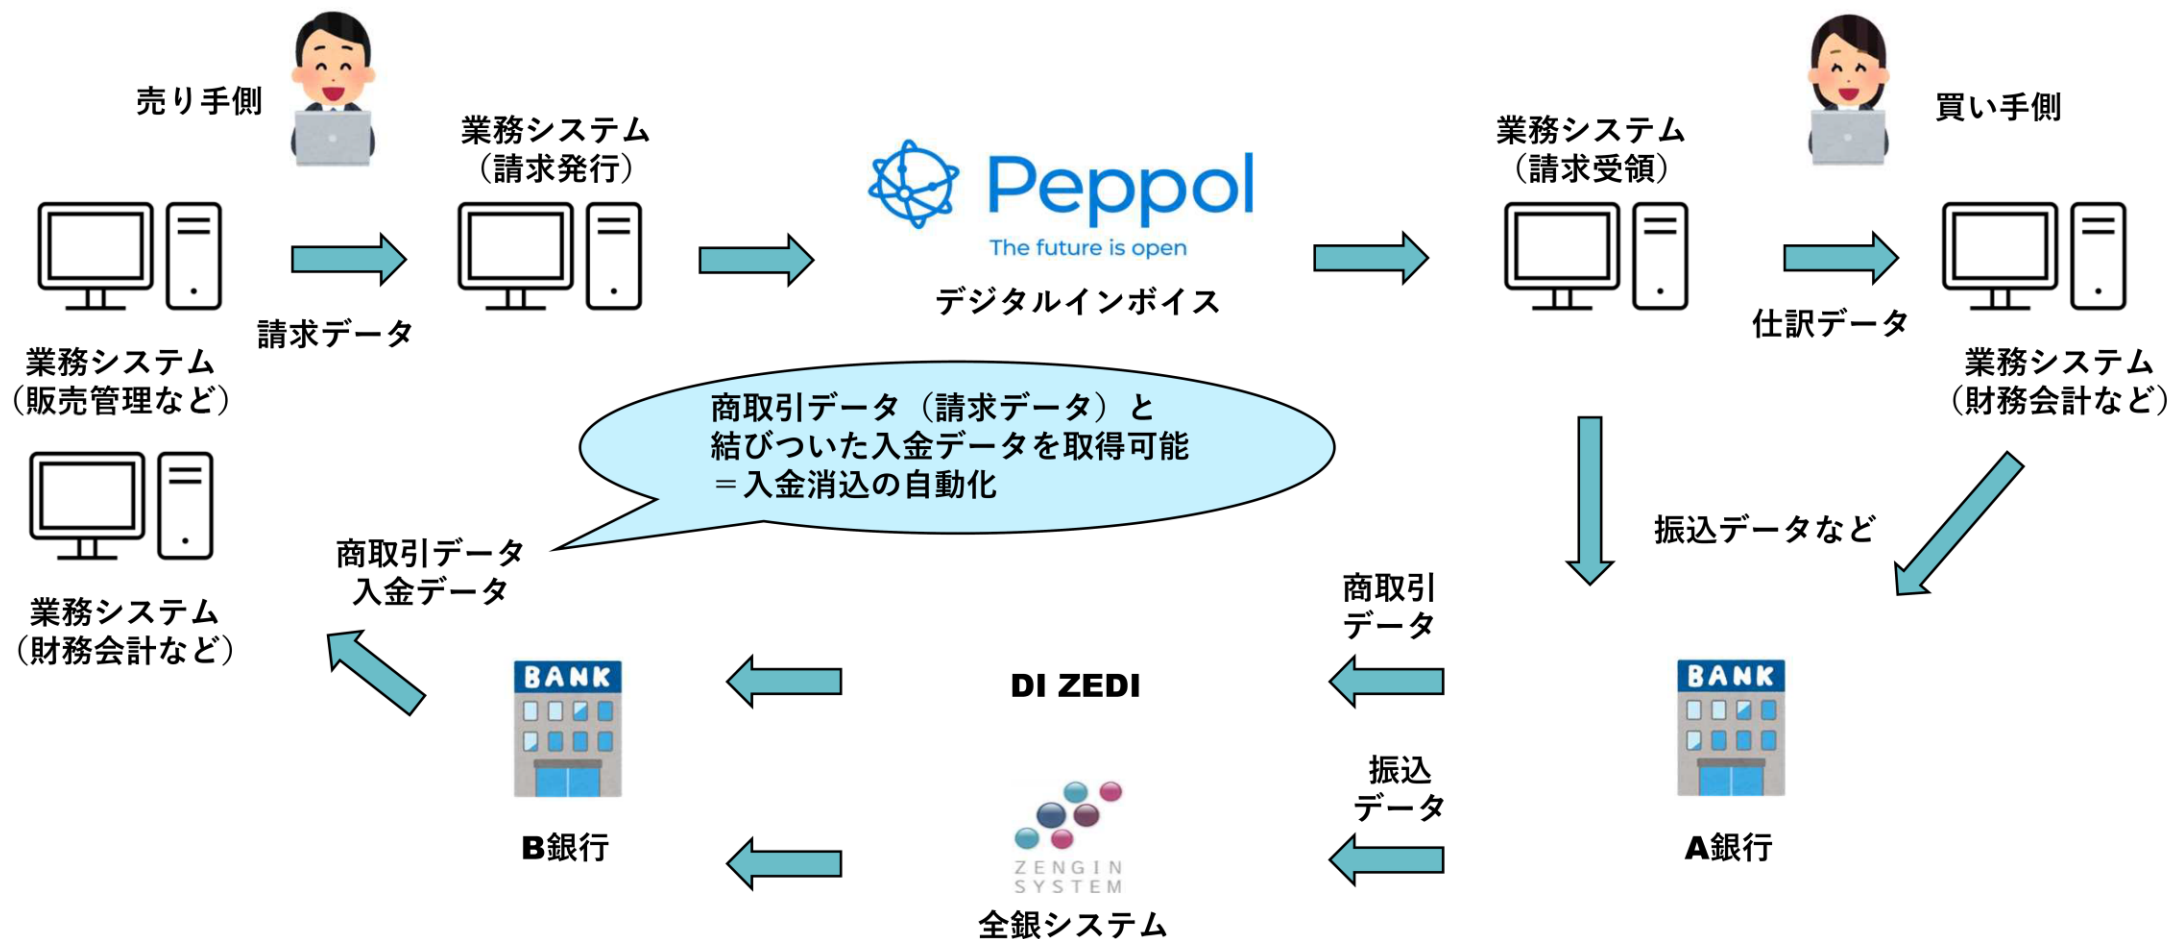 売り手側
業務システム
（請求発行）
Peppol
The future is open
デジタルインボイス
業務システム
（請求受領）
買い手側
請求データ
仕訳データ
業務システム
（販売管理など）
業務システム
（財務会計など）
商取引データ（請求データ）と
結びついた入金データを取得可能
＝入金消込の自動化
振込データなど
商取引データ
入金データ
業務システム
（財務会計など）
商取引
データ
BANK
DI ZEDI
BANK
振込
データ
B銀行
ZENGIN
SYSTEM
全銀システム
A銀行